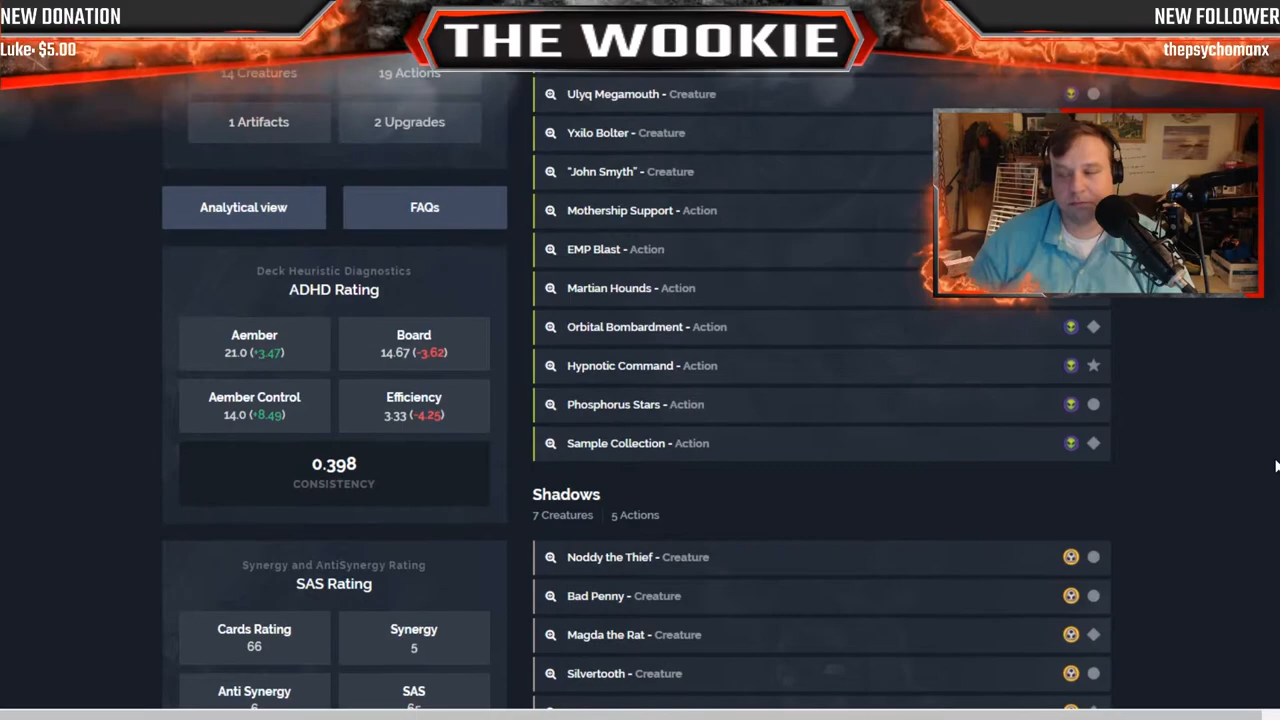 NEW DONATION
Luke• $5.00
THE WOOKIE
NEW FOLLOWER
thepsychomanx
14 Creatures
19 Actions
1 Artifacts
2 Upgrades
Analytical view
FAQs
Deck Heuristic Diagnostics
ADHD Rating
Aember
21.0 (+3.47)
Board
14.67 (-3.62)
Aember Control
14.0 (+8.49)
Efficiency
3.33 (-4.25)
0.398
CONSISTENCY
Synergy and AntiSynergy Rating
SAS Rating
Cards Rating
66
Synergy
5
Anti Synergy
SAS
Ulyq Megamouth - Creature
Yxilo Bolter - Creature
"John Smyth" - Creature
Mothership Support - Action
EMP Blast - Action
Martian Hounds - Action
Orbital Bombardment - Action
Hypnotic Command - Action
Phosphorus Stars - Action
Sample Collection - Action
Shadows
7 Creatures
5 Actions
Noddy the Thief - Creature
Bad Penny - Creature
Magda the Rat - Creature
Silvertooth - Creature